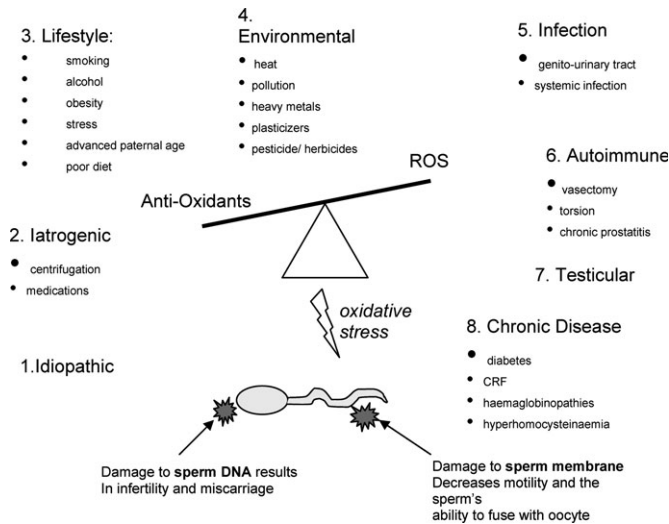 3. Lifestyle:
smoking
alcohol
obesity
stress
advanced paternal age
poor diet
4.
Environmental
heat
pollution
heavy metals
plasticizers
pesticide/ herbicides
5. Infection
genito-urinary tract
systemic infection
ROS
Anti-Oxidants
6. Autoimmune
vasectomy
torsion
chronic prostatitis
2. Iatrogenic
centrifugation
medications
7. Testicular
oxidative
stress
8. Chronic Disease
diabetes
CRF
haemaglobinopathies
hyperhomocysteinaemia
1.Idiopathic
Damage to sperm DNA results
In infertility and miscarriage
Damage to sperm membrane
Decreases motility and the
sperm's
ability to fuse with oocyte